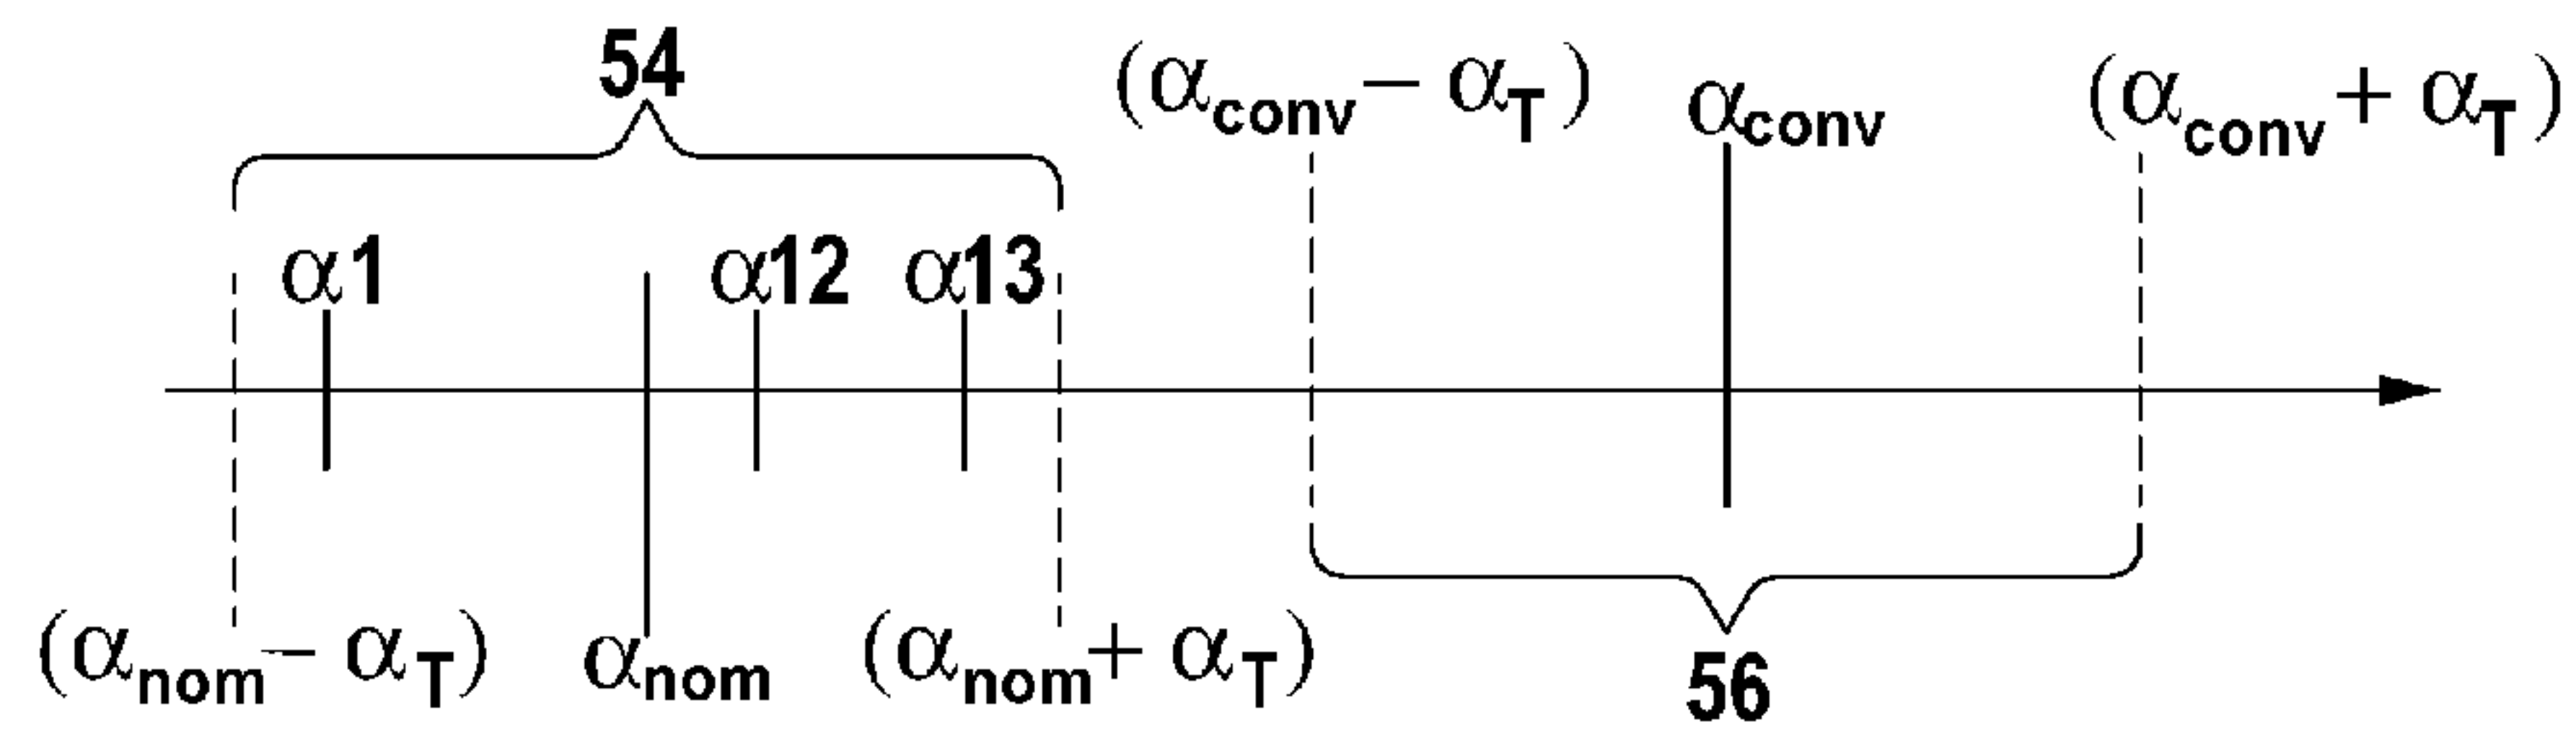 54
(αconv − αT) αconv (αconv + αT)
α1 α12 α13
(αnom − αT) αnom (αnom + αT)
56